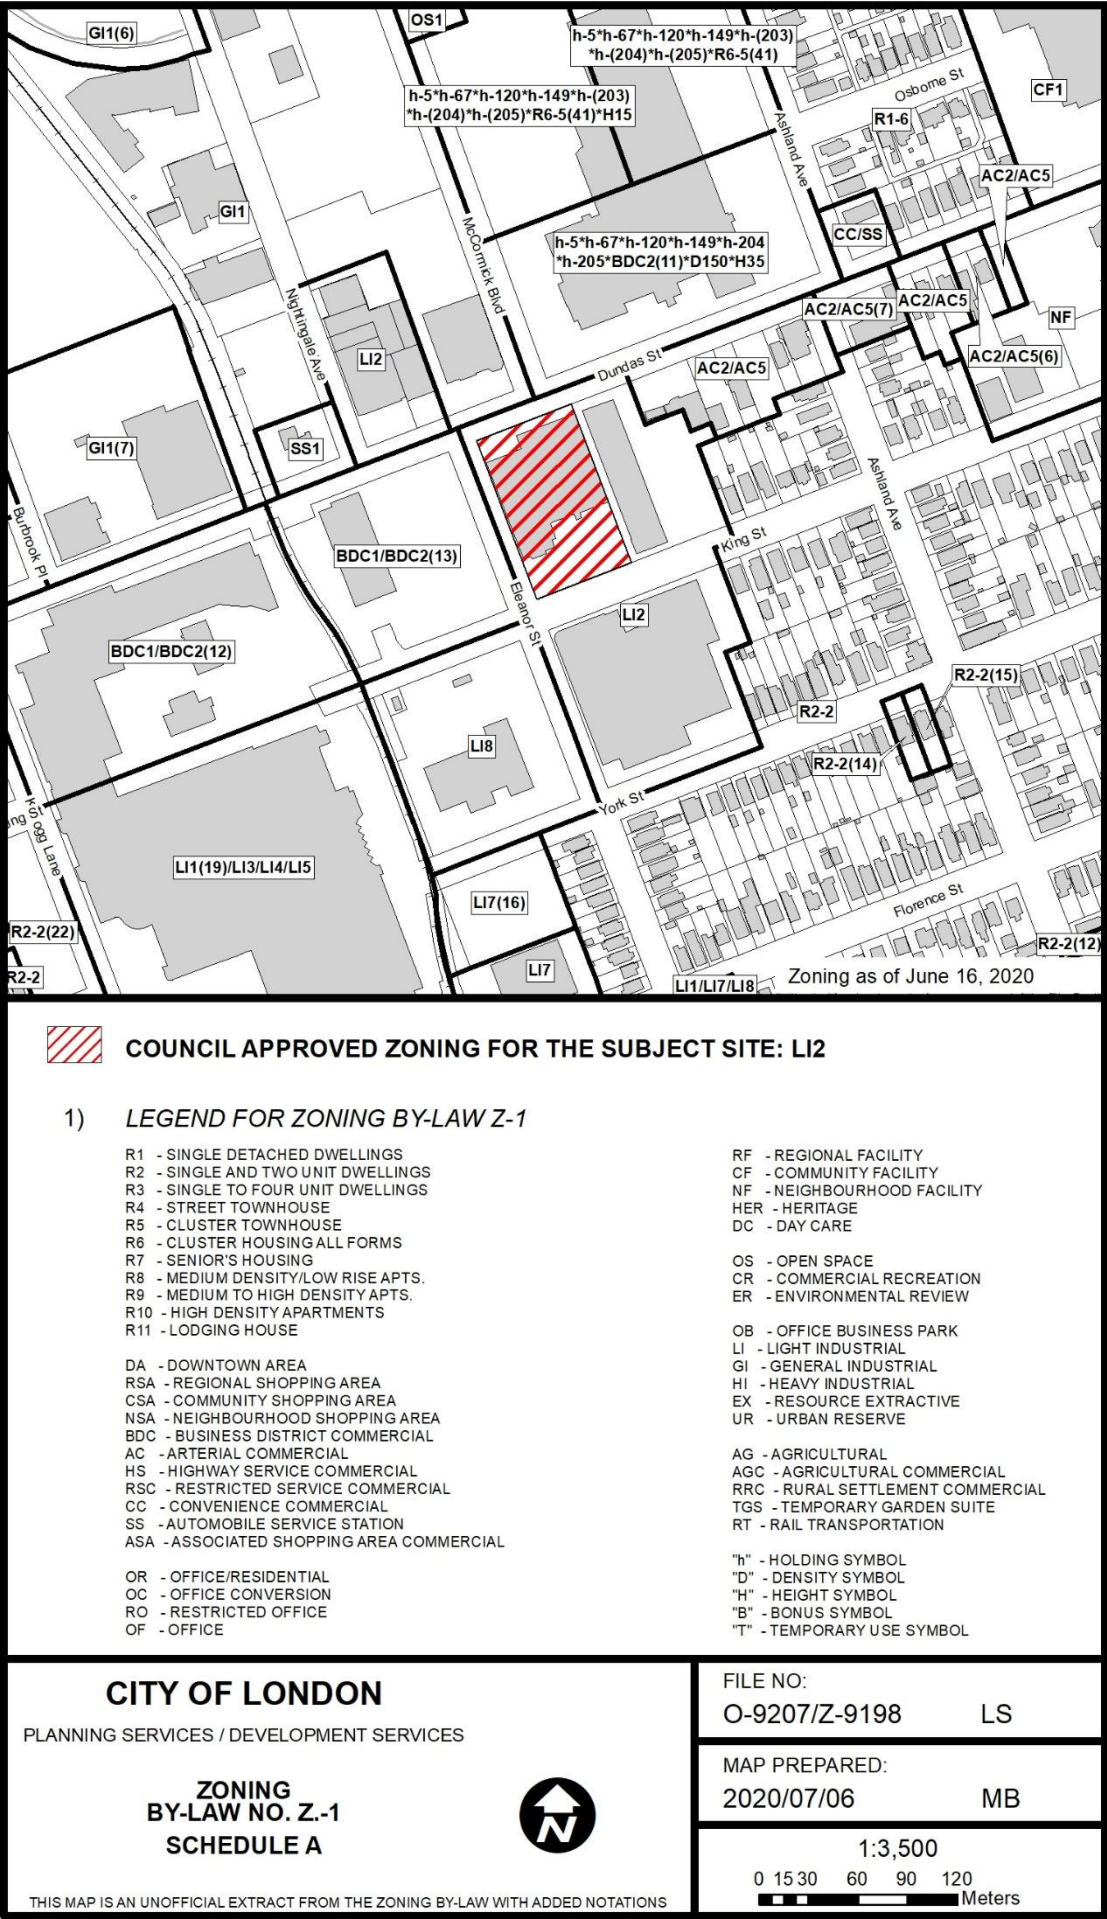 GI1(6)
OS1
h-5*h-67*h-120*h-149*h-(203)
*h-(204)*h-(205)*R6-5(41)
h-5*h-67*h-120*h-149*h-(203)
*h-(204)*h-(205)*R6-5(41)*H15
Osborne St
CF1
R1-6
Ashland Ave
AC2/AC5
GI1
McCormick Blvd
CC/SS
h-5*h-67*h-120*h-149*h-204
*h-205*BDC2(11)*D150*H35
Nightingale Ave
AC2/AC5(7)
AC2/AC5
NF
LI2
Dundas St
AC2/AC5
AC2/AC5(6)
GI1(7)
SS1
Ashland Ave
Burbrook Pl
BDC1/BDC2(13)
King St
Eleanor St
LI2
BDC1/BDC2(12)
R2-2(15)
R2-2
LI8
R2-2(14)
York St
LI1(19)/LI3/LI4/LI5
LI7(16)
Florence St
R2-2(22)
R2-2(12)
R2-2
LI7
LI1/LI7/LI8
Zoning as of June 16, 2020
COUNCIL APPROVED ZONING FOR THE SUBJECT SITE: LI2
1) LEGEND FOR ZONING BY-LAW Z-1
R1 - SINGLE DETACHED DWELLINGS
R2 - SINGLE AND TWO UNIT DWELLINGS
R3 - SINGLE TO FOUR UNIT DWELLINGS
R4 - STREET TOWNHOUSE
R5 - CLUSTER TOWNHOUSE
R6 - CLUSTER HOUSING ALL FORMS
R7 - SENIOR'S HOUSING
R8 - MEDIUM DENSITY/LOW RISE APTS.
R9 - MEDIUM TO HIGH DENSITY APTS.
R10 - HIGH DENSITY APARTMENTS
R11 - LODGING HOUSE
DA - DOWNTOWN AREA
RSA - REGIONAL SHOPPING AREA
CSA - COMMUNITY SHOPPING AREA
NSA - NEIGHBOURHOOD SHOPPING AREA
BDC - BUSINESS DISTRICT COMMERCIAL
AC - ARTERIAL COMMERCIAL
HS - HIGHWAY SERVICE COMMERCIAL
RSC - RESTRICTED SERVICE COMMERCIAL
CC - CONVENIENCE COMMERCIAL
SS - AUTOMOBILE SERVICE STATION
ASA - ASSOCIATED SHOPPING AREA COMMERCIAL
OR - OFFICE/RESIDENTIAL
OC - OFFICE CONVERSION
RO - RESTRICTED OFFICE
OF - OFFICE
RF - REGIONAL FACILITY
CF - COMMUNITY FACILITY
NF - NEIGHBOURHOOD FACILITY
HER - HERITAGE
DC - DAY CARE
OS - OPEN SPACE
CR - COMMERCIAL RECREATION
ER - ENVIRONMENTAL REVIEW
OB - OFFICE BUSINESS PARK
LI - LIGHT INDUSTRIAL
GI - GENERAL INDUSTRIAL
HI - HEAVY INDUSTRIAL
EX - RESOURCE EXTRACTIVE
UR - URBAN RESERVE
AG - AGRICULTURAL
AGC - AGRICULTURAL COMMERCIAL
RRC - RURAL SETTLEMENT COMMERCIAL
TGS - TEMPORARY GARDEN SUITE
RT - RAIL TRANSPORTATION
"h" - HOLDING SYMBOL
"D" - DENSITY SYMBOL
"H" - HEIGHT SYMBOL
"B" - BONUS SYMBOL
"T" - TEMPORARY USE SYMBOL
CITY OF LONDON
PLANNING SERVICES / DEVELOPMENT SERVICES
ZONING
BY-LAW NO. Z.-1
SCHEDULE A
N
THIS MAP IS AN UNOFFICIAL EXTRACT FROM THE ZONING BY-LAW WITH ADDED NOTATIONS
FILE NO:
O-9207/Z-9198 LS
MAP PREPARED:
2020/07/06 MB
1:3,500
0 15 30 60 90 120
Meters